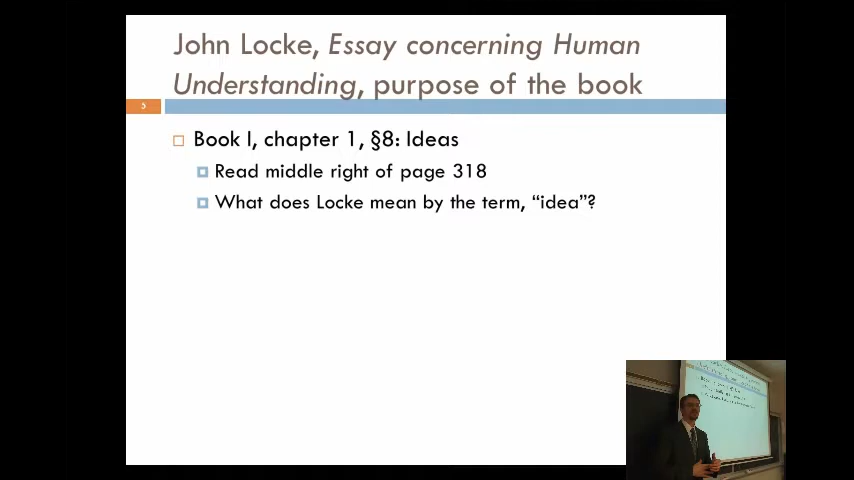 John Locke, Essay concerning Human
Understanding, purpose of the book
Book I, chapter 1, §8: Ideas
Read middle right of page 318
What does Locke mean by the term, “idea”?